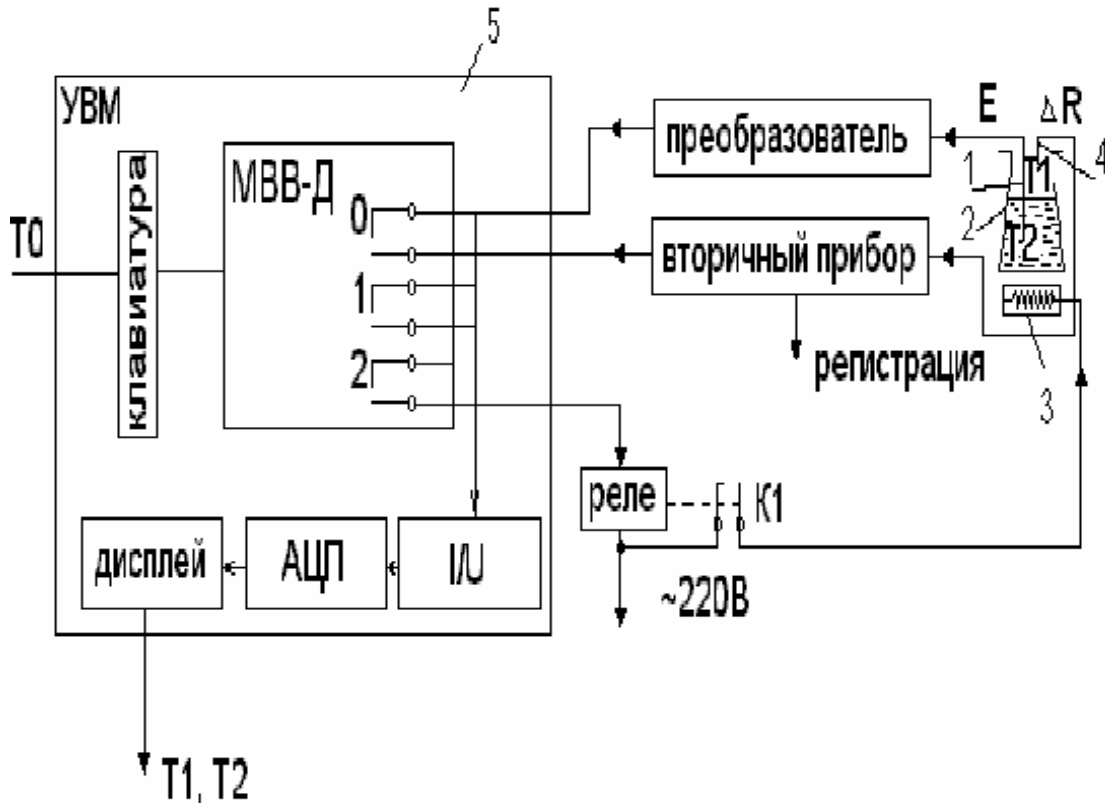 5
УВМ
клавиатура
МВВ-Д
0
1
2
Т0
преобразователь
вторичный прибор
регистрация
E ΔR
1
2
4
Т1
Т2
3
реле
К1
~220В
дисплей
АЦП
I/U
Т1, Т2